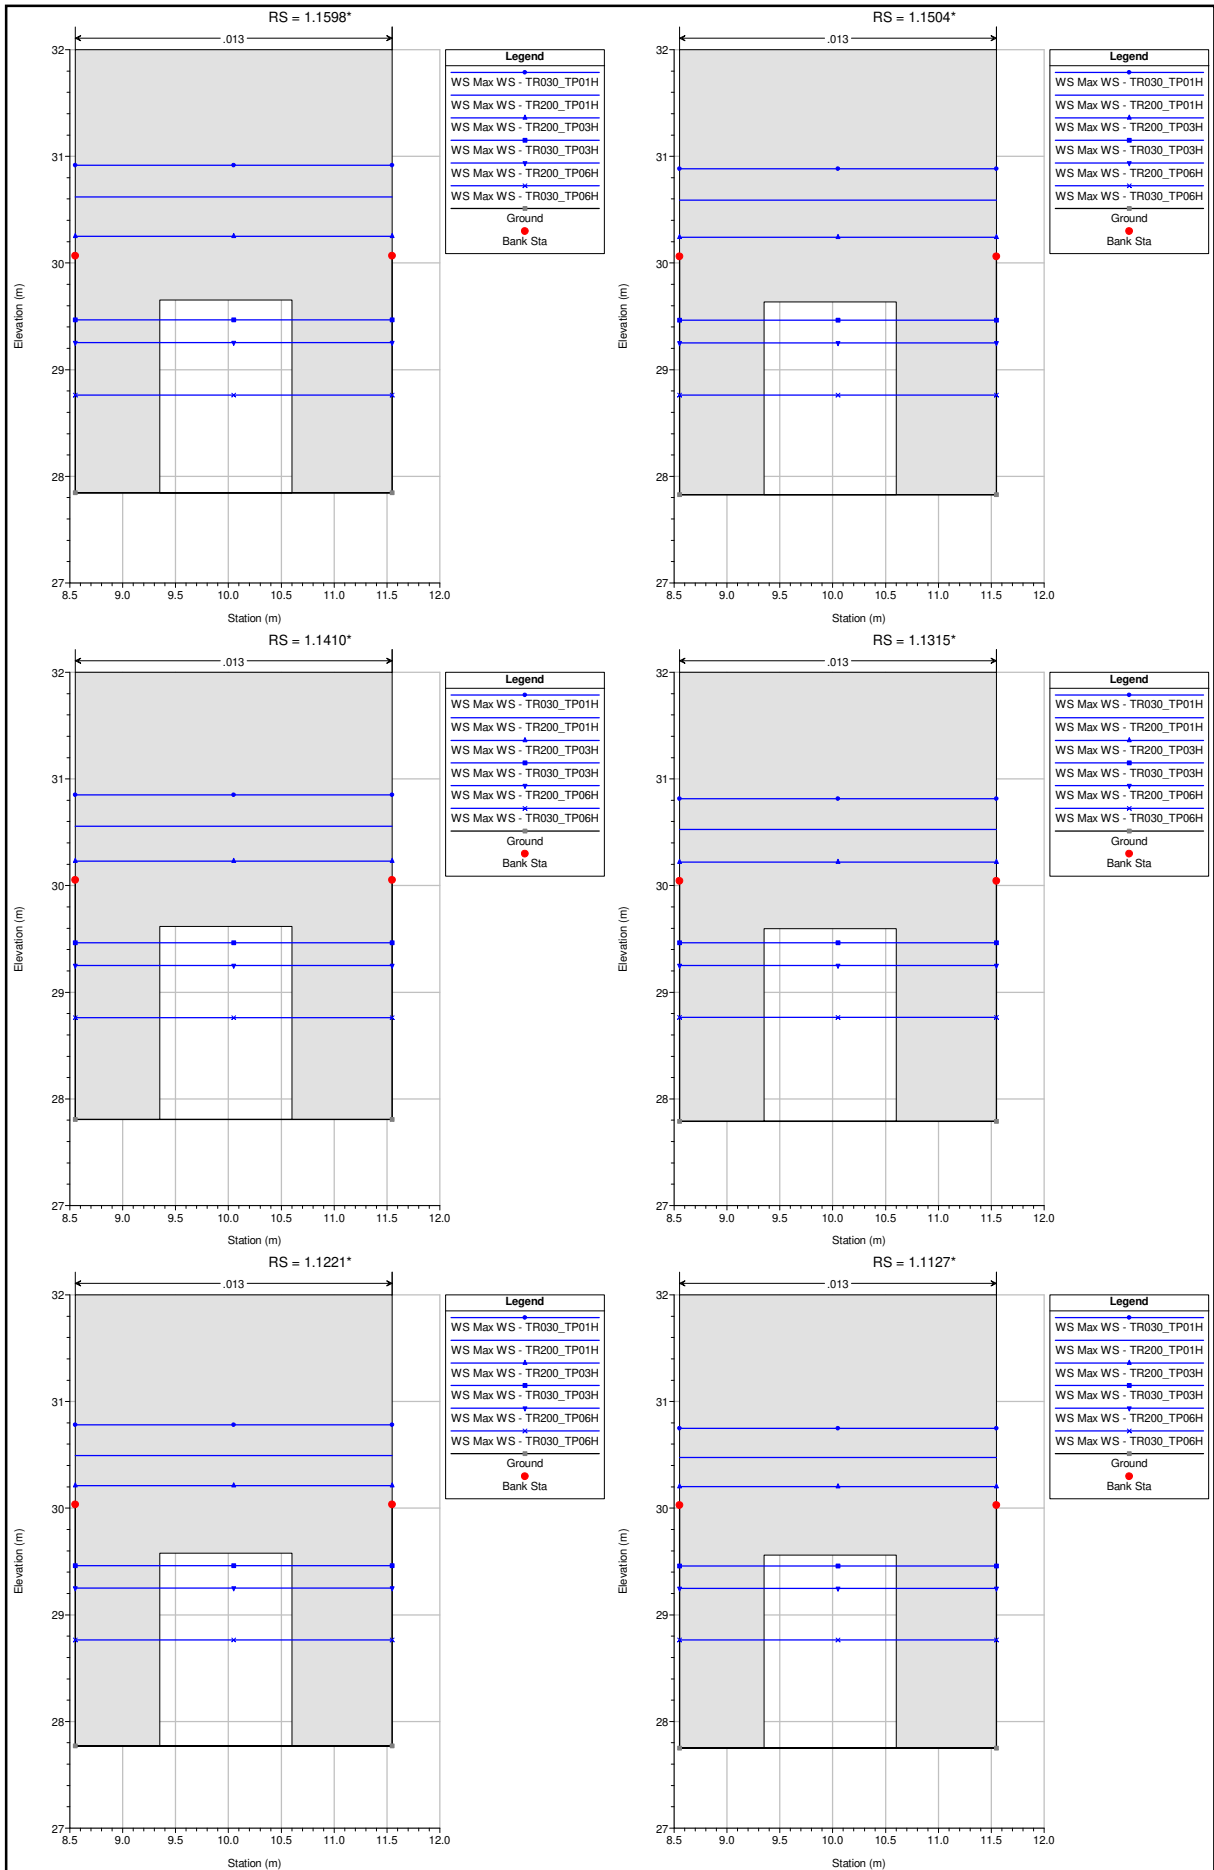 RS = 1.1598*
.013
32
31
30
29
28
27
Elevation (m)
8.5 9.0 9.5 10.0 10.5 11.0 11.5 12.0
Station (m)
Legend
WS Max WS - TR030_TP01H
WS Max WS - TR200_TP01H
WS Max WS - TR200_TP03H
WS Max WS - TR030_TP03H
WS Max WS - TR200_TP06H
WS Max WS - TR030_TP06H
Ground
Bank Sta
RS = 1.1504*
.013
32
31
30
29
28
27
Elevation (m)
8.5 9.0 9.5 10.0 10.5 11.0 11.5 12.0
Station (m)
Legend
WS Max WS - TR030_TP01H
WS Max WS - TR200_TP01H
WS Max WS - TR200_TP03H
WS Max WS - TR030_TP03H
WS Max WS - TR200_TP06H
WS Max WS - TR030_TP06H
Ground
Bank Sta
RS = 1.1410*
.013
32
31
30
29
28
27
Elevation (m)
8.5 9.0 9.5 10.0 10.5 11.0 11.5 12.0
Station (m)
Legend
WS Max WS - TR030_TP01H
WS Max WS - TR200_TP01H
WS Max WS - TR200_TP03H
WS Max WS - TR030_TP03H
WS Max WS - TR200_TP06H
WS Max WS - TR030_TP06H
Ground
Bank Sta
RS = 1.1315*
.013
32
31
30
29
28
27
Elevation (m)
8.5 9.0 9.5 10.0 10.5 11.0 11.5 12.0
Station (m)
Legend
WS Max WS - TR030_TP01H
WS Max WS - TR200_TP01H
WS Max WS - TR200_TP03H
WS Max WS - TR030_TP03H
WS Max WS - TR200_TP06H
WS Max WS - TR030_TP06H
Ground
Bank Sta
RS = 1.1221*
.013
32
31
30
29
28
27
Elevation (m)
8.5 9.0 9.5 10.0 10.5 11.0 11.5 12.0
Station (m)
Legend
WS Max WS - TR030_TP01H
WS Max WS - TR200_TP01H
WS Max WS - TR200_TP03H
WS Max WS - TR030_TP03H
WS Max WS - TR200_TP06H
WS Max WS - TR030_TP06H
Ground
Bank Sta
RS = 1.1127*
.013
32
31
30
29
28
27
Elevation (m)
8.5 9.0 9.5 10.0 10.5 11.0 11.5 12.0
Station (m)
Legend
WS Max WS - TR030_TP01H
WS Max WS - TR200_TP01H
WS Max WS - TR200_TP03H
WS Max WS - TR030_TP03H
WS Max WS - TR200_TP06H
WS Max WS - TR030_TP06H
Ground
Bank Sta